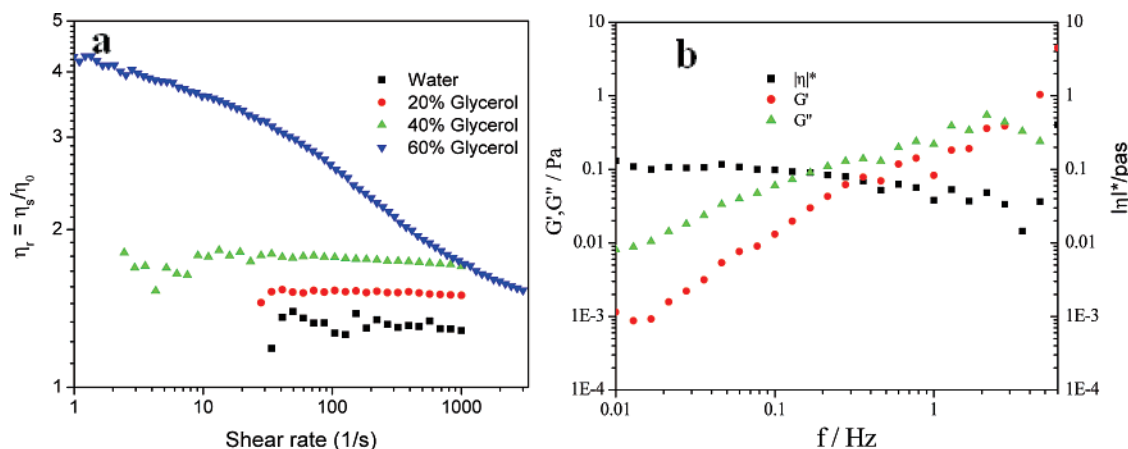 a
5
4
3
2
1
ηr = ηs/η0
Water
20% Glycerol
40% Glycerol
60% Glycerol
1 10 100 1000
Shear rate (1/s)
b
10
1
0.1
0.01
1E-3
1E-4
G',G'' / Pa
|η|*
G'
G''
10
1
0.1
0.01
1E-3
1E-4
|η|*/pas
0.01 0.1 1
f / Hz